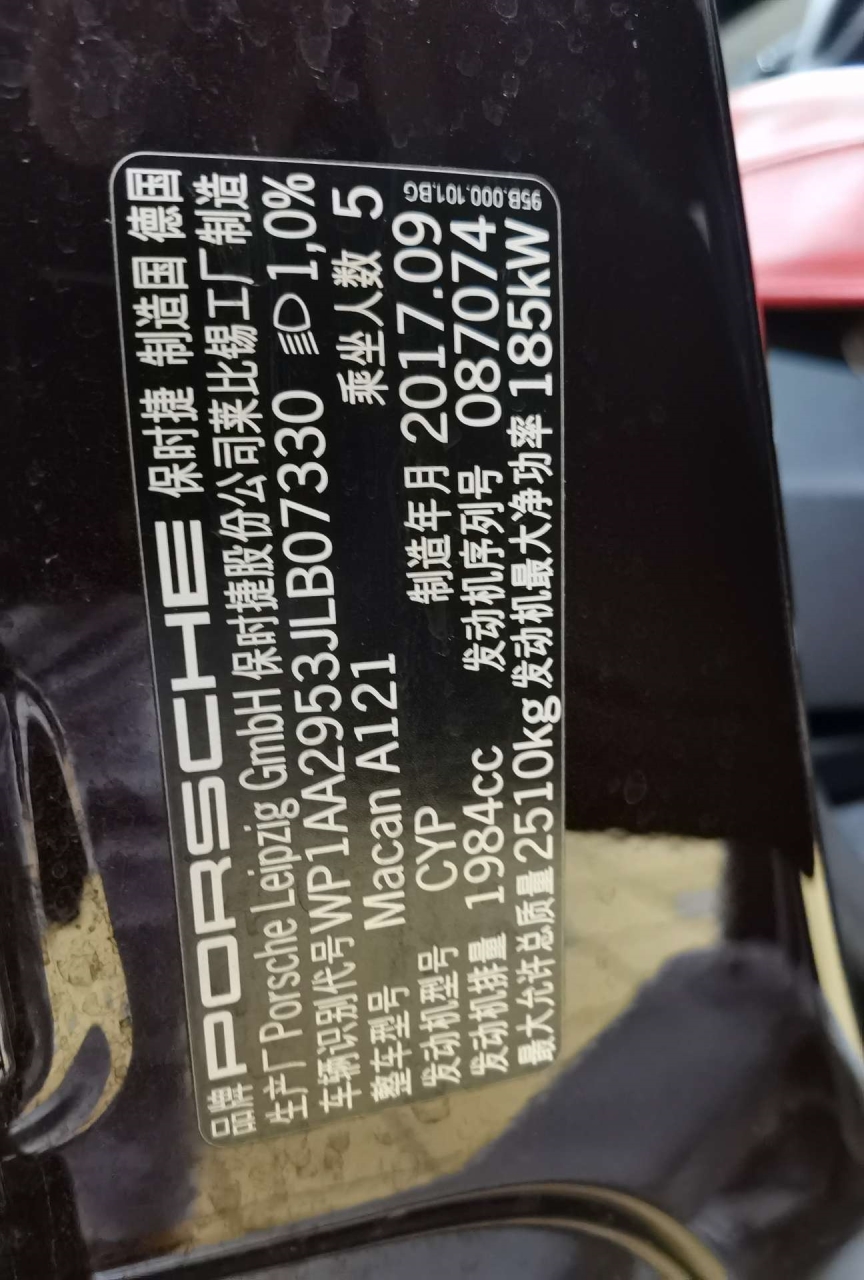 品牌 PORSCHE 保时捷 制造国 德国
生产厂 Porsche Leipzig GmbH 保时捷股份公司莱比锡工厂制造
车辆识别代号 WP1AA2953JLB07330 1,0%
整车型号 Macan A121 乘坐人数 5
发动机型号 CYP 制造年月 2017.09
发动机排量 1984cc 发动机序列号 087074
最大允许总质量 2510kg 发动机最大净功率 185kW
95B.000.101.BG